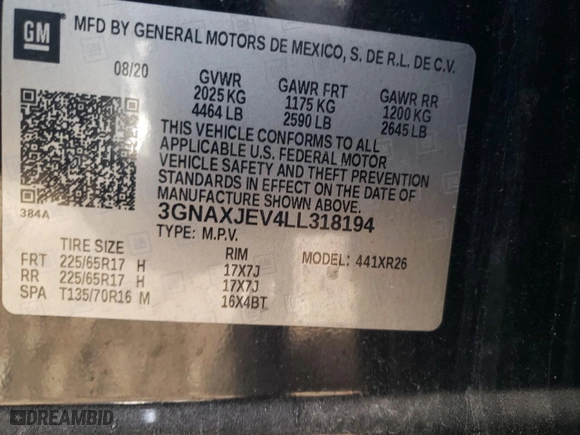 GM
MFD BY GENERAL MOTORS DE MEXICO, S. DE R.L. DE C.V.
08/20 GVWR GAWR FRT GAWR RR
2025 KG 1175 KG 1200 KG
4464 LB 2590 LB 2645 LB
THIS VEHICLE CONFORMS TO ALL
APPLICABLE U.S. FEDERAL MOTOR
VEHICLE SAFETY AND THEFT PREVENTION
STANDARDS IN EFFECT ON THE DATE OF
MANUFACTURE SHOWN ABOVE.
384A
3GNAXJEV4LL318194
TYPE: M.P.V. MODEL: 441XR26
TIRE SIZE RIM
FRT 225/65R17 H 17X7J
RR 225/65R17 H 17X7J
SPA T135/70R16 M 16X4BT
DREAMBID